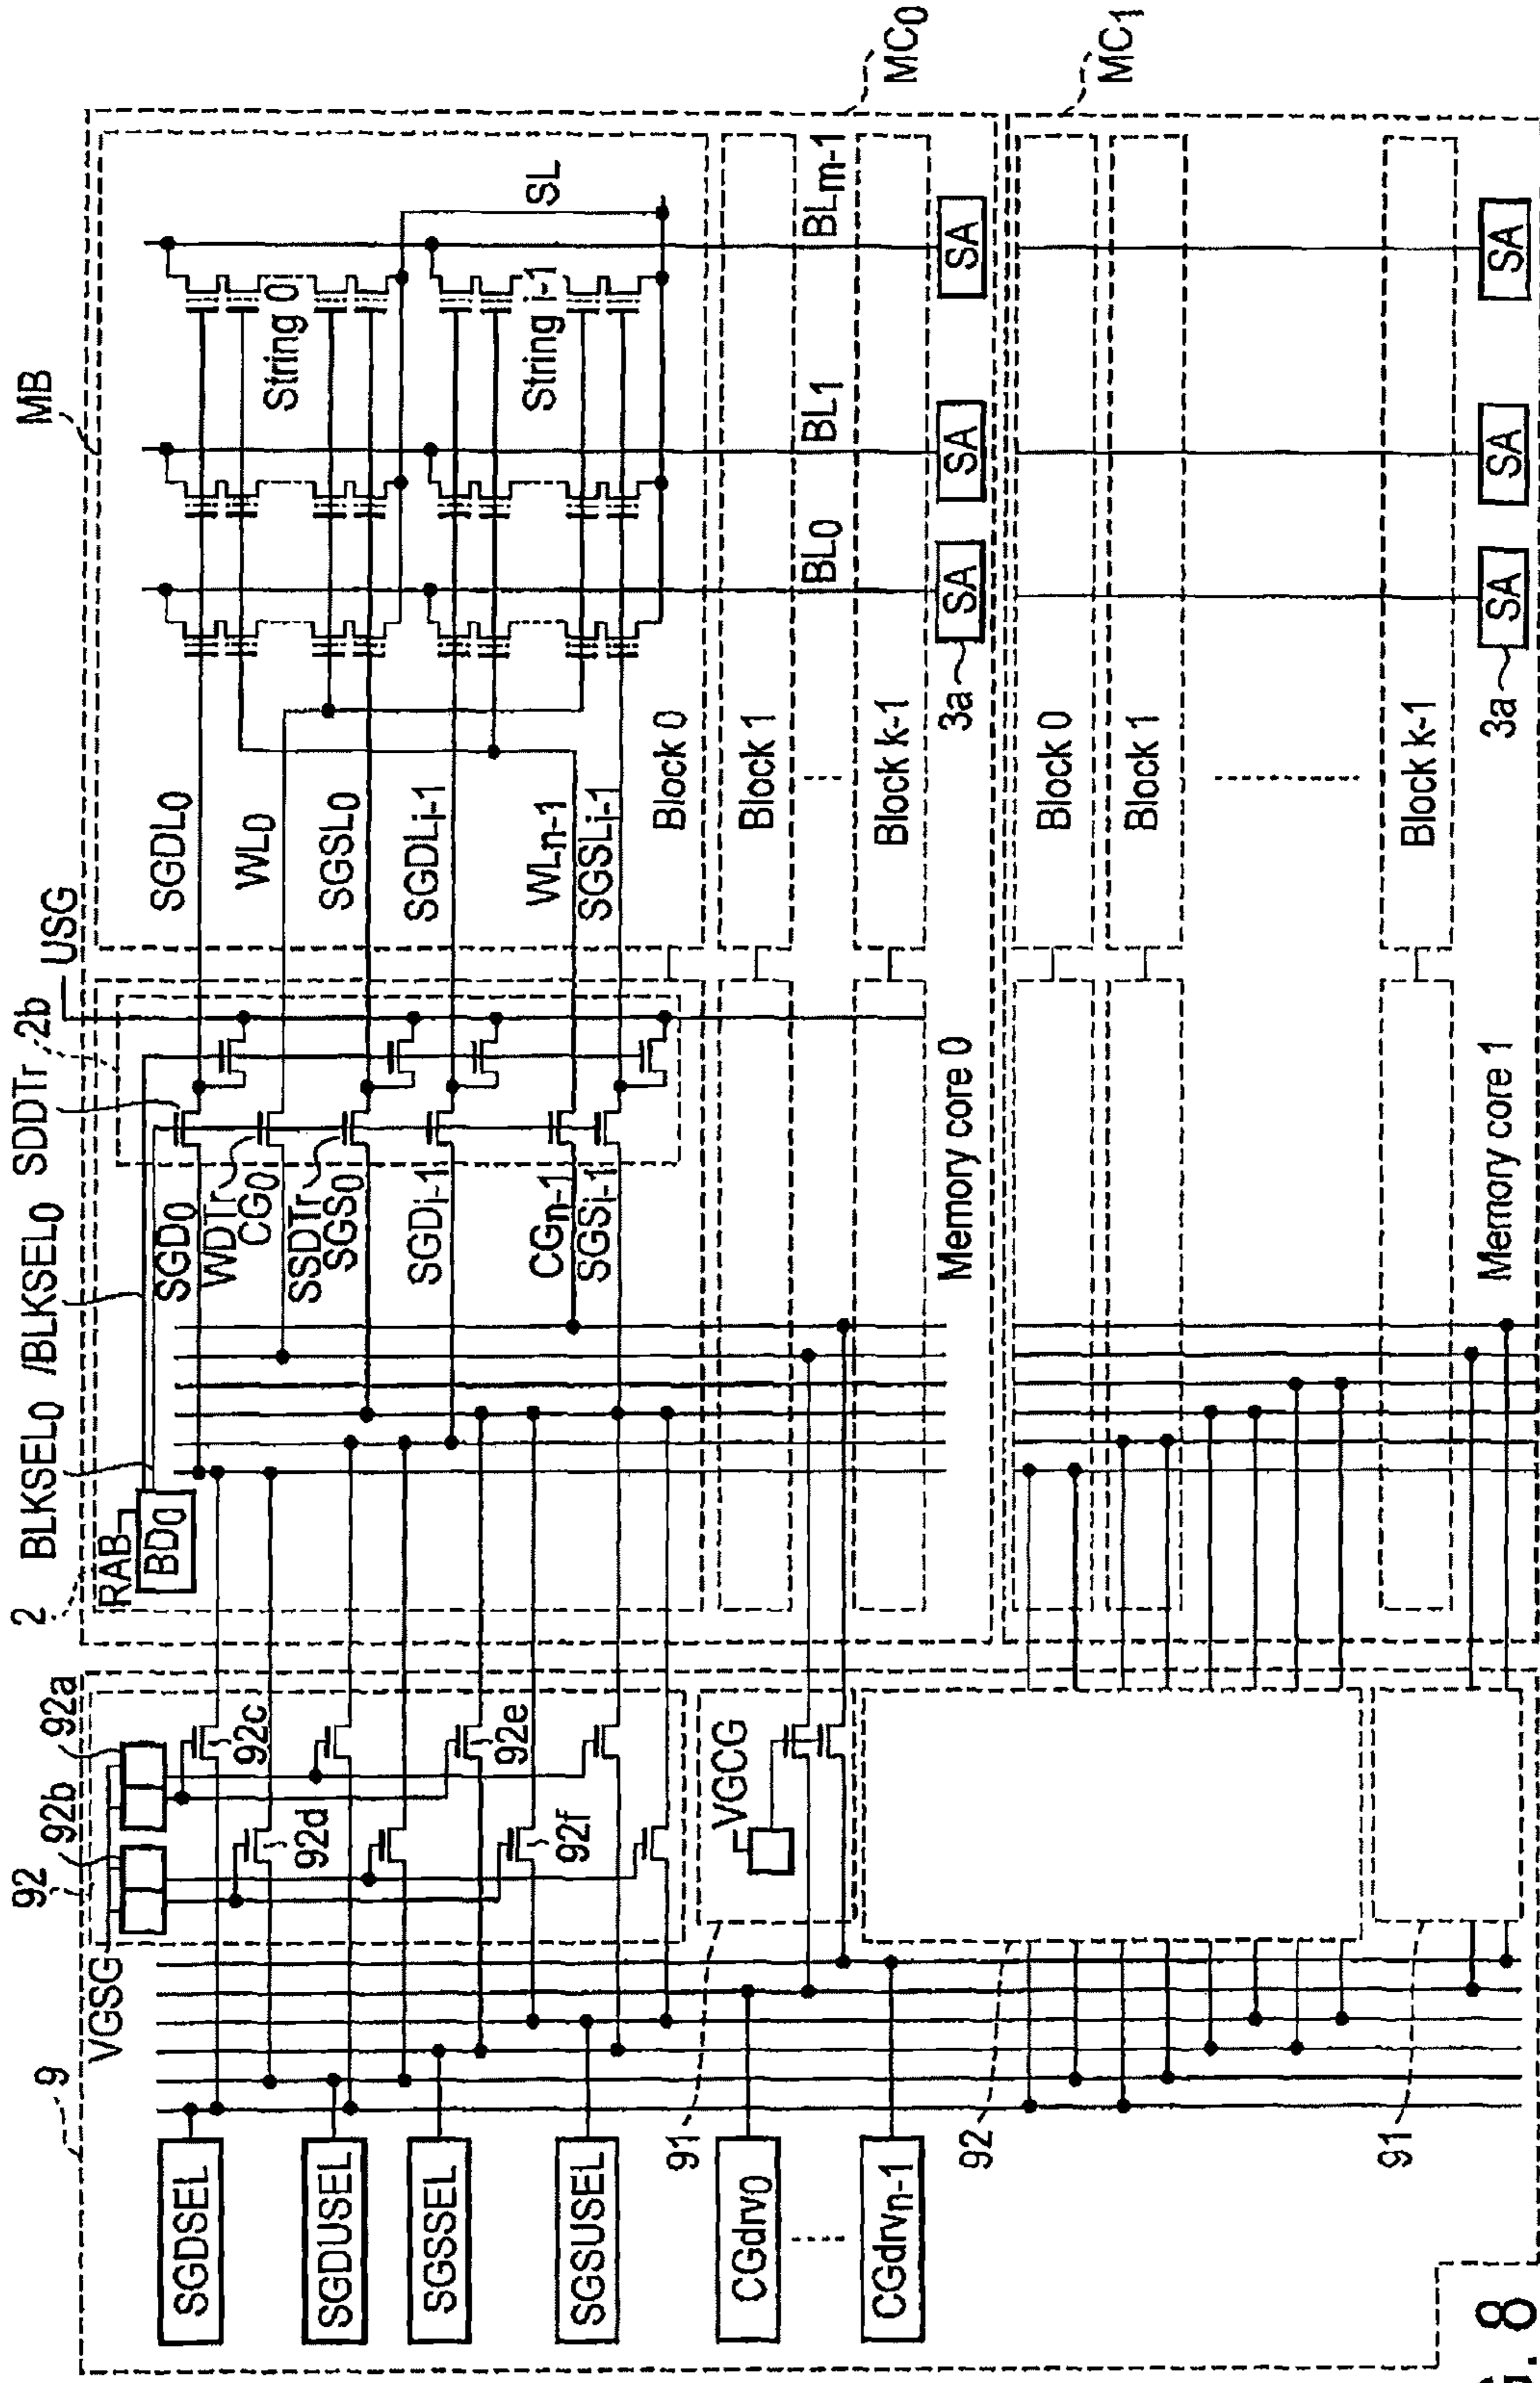 MB
SDDTr 2b USG
2 BLKSEL0 /BLKSEL0
92 92b 92a
9
VGSG
RAB
BD0
SGDSEL
SGDUSEL
SGSSEL
SGSUSEL
CGdrv0
CGdrvn-1
92c
92d
92e
92f
VGCG
91
92
91
SGD0
WDTr
CG0
SSDTr
SGS0
SGDi-1
CGn-1
SGSi-1
SGDL0
WL0
SGSL0
SGDLi-1
WLn-1
SGSLi-1
String 0
String i-1
SL
Block 0
Block 1
Block k-1
BL0
BL1
BLm-1
3a
SA
SA
SA
Memory core 0
MC0
Block 0
Block 1
Block k-1
3a
SA
SA
SA
Memory core 1
MC1
G. 8